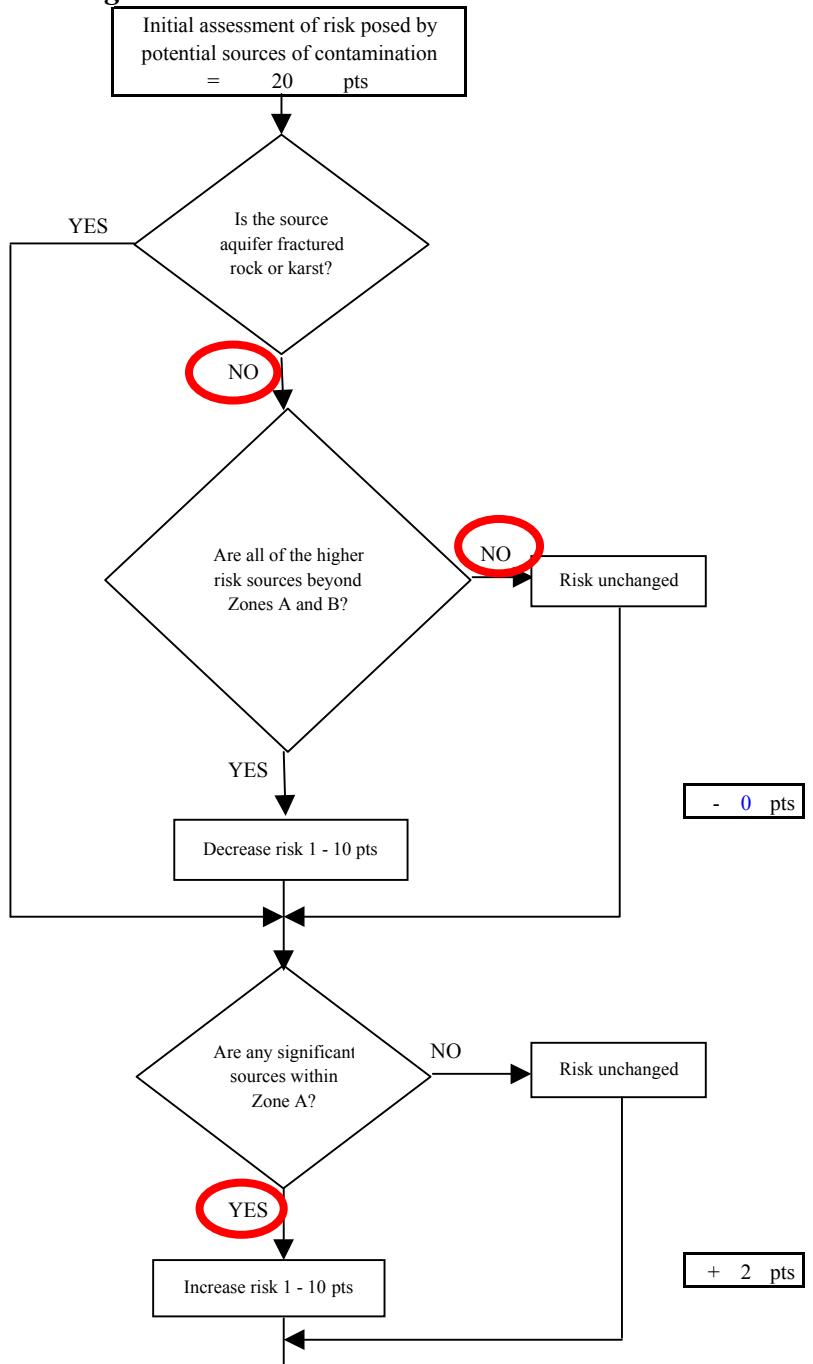 Initial assessment of risk posed by
potential sources of contamination
= 20 pts
YES
Is the source
aquifer fractured
rock or karst?
NO
Are all of the higher
risk sources beyond
Zones A and B?
NO
Risk unchanged
YES
- 0 pts
Decrease risk 1 - 10 pts
Are any significant
sources within
Zone A?
NO
Risk unchanged
YES
Increase risk 1 - 10 pts
+ 2 pts